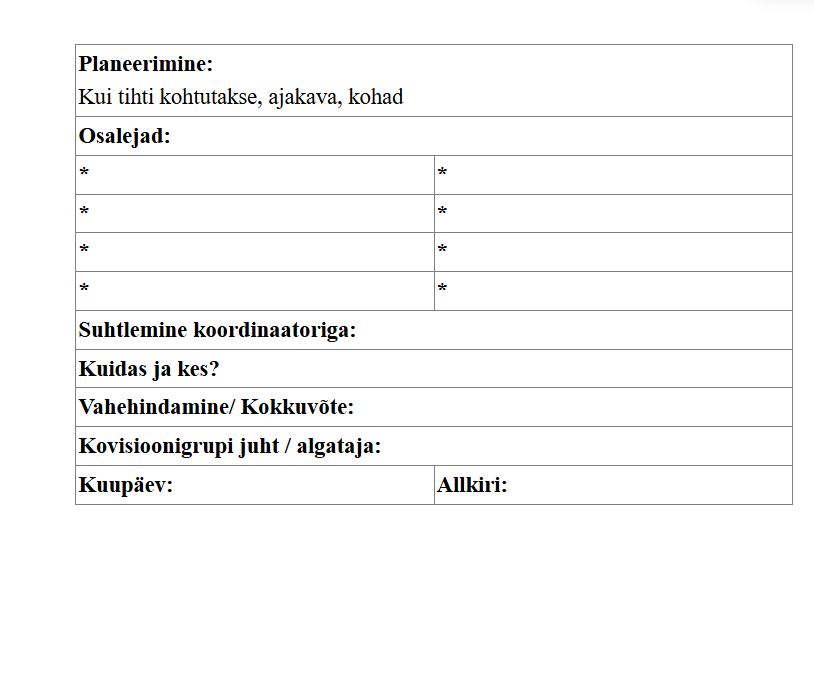 Planeerimine:
Kui tihti kohtutakse, ajakava, kohad
Osalejad:
* *
* *
* *
* *
Suhtlemine koordinaatoriga:
Kuidas ja kes?
Vahehindamine/ Kokkuvõte:
Kovisioonigrupi juht / algataja:
Kuupäev: Allkiri: